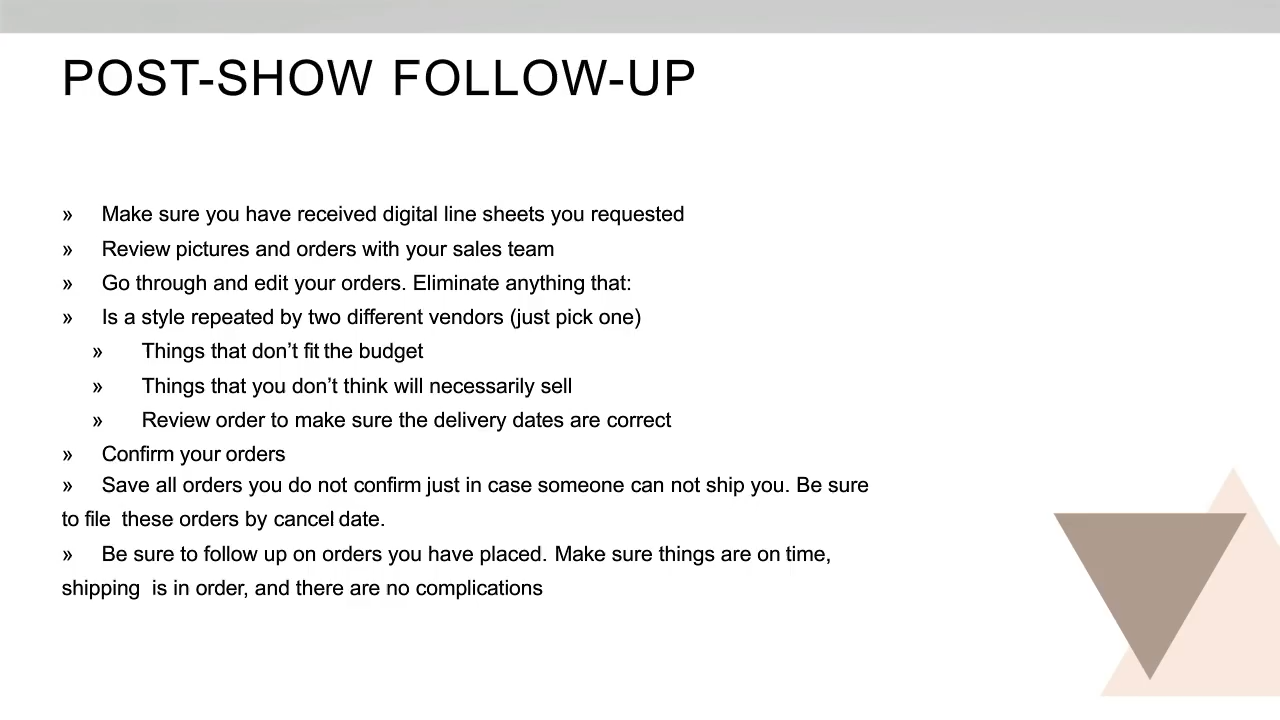 POST-SHOW FOLLOW-UP
» Make sure you have received digital line sheets you requested
» Review pictures and orders with your sales team
» Go through and edit your orders. Eliminate anything that:
» Is a style repeated by two different vendors (just pick one)
» Things that don’t fit the budget
» Things that you don’t think will necessarily sell
» Review order to make sure the delivery dates are correct
» Confirm your orders
» Save all orders you do not confirm just in case someone can not ship you. Be sure
to file these orders by cancel date.
» Be sure to follow up on orders you have placed. Make sure things are on time,
shipping is in order, and there are no complications